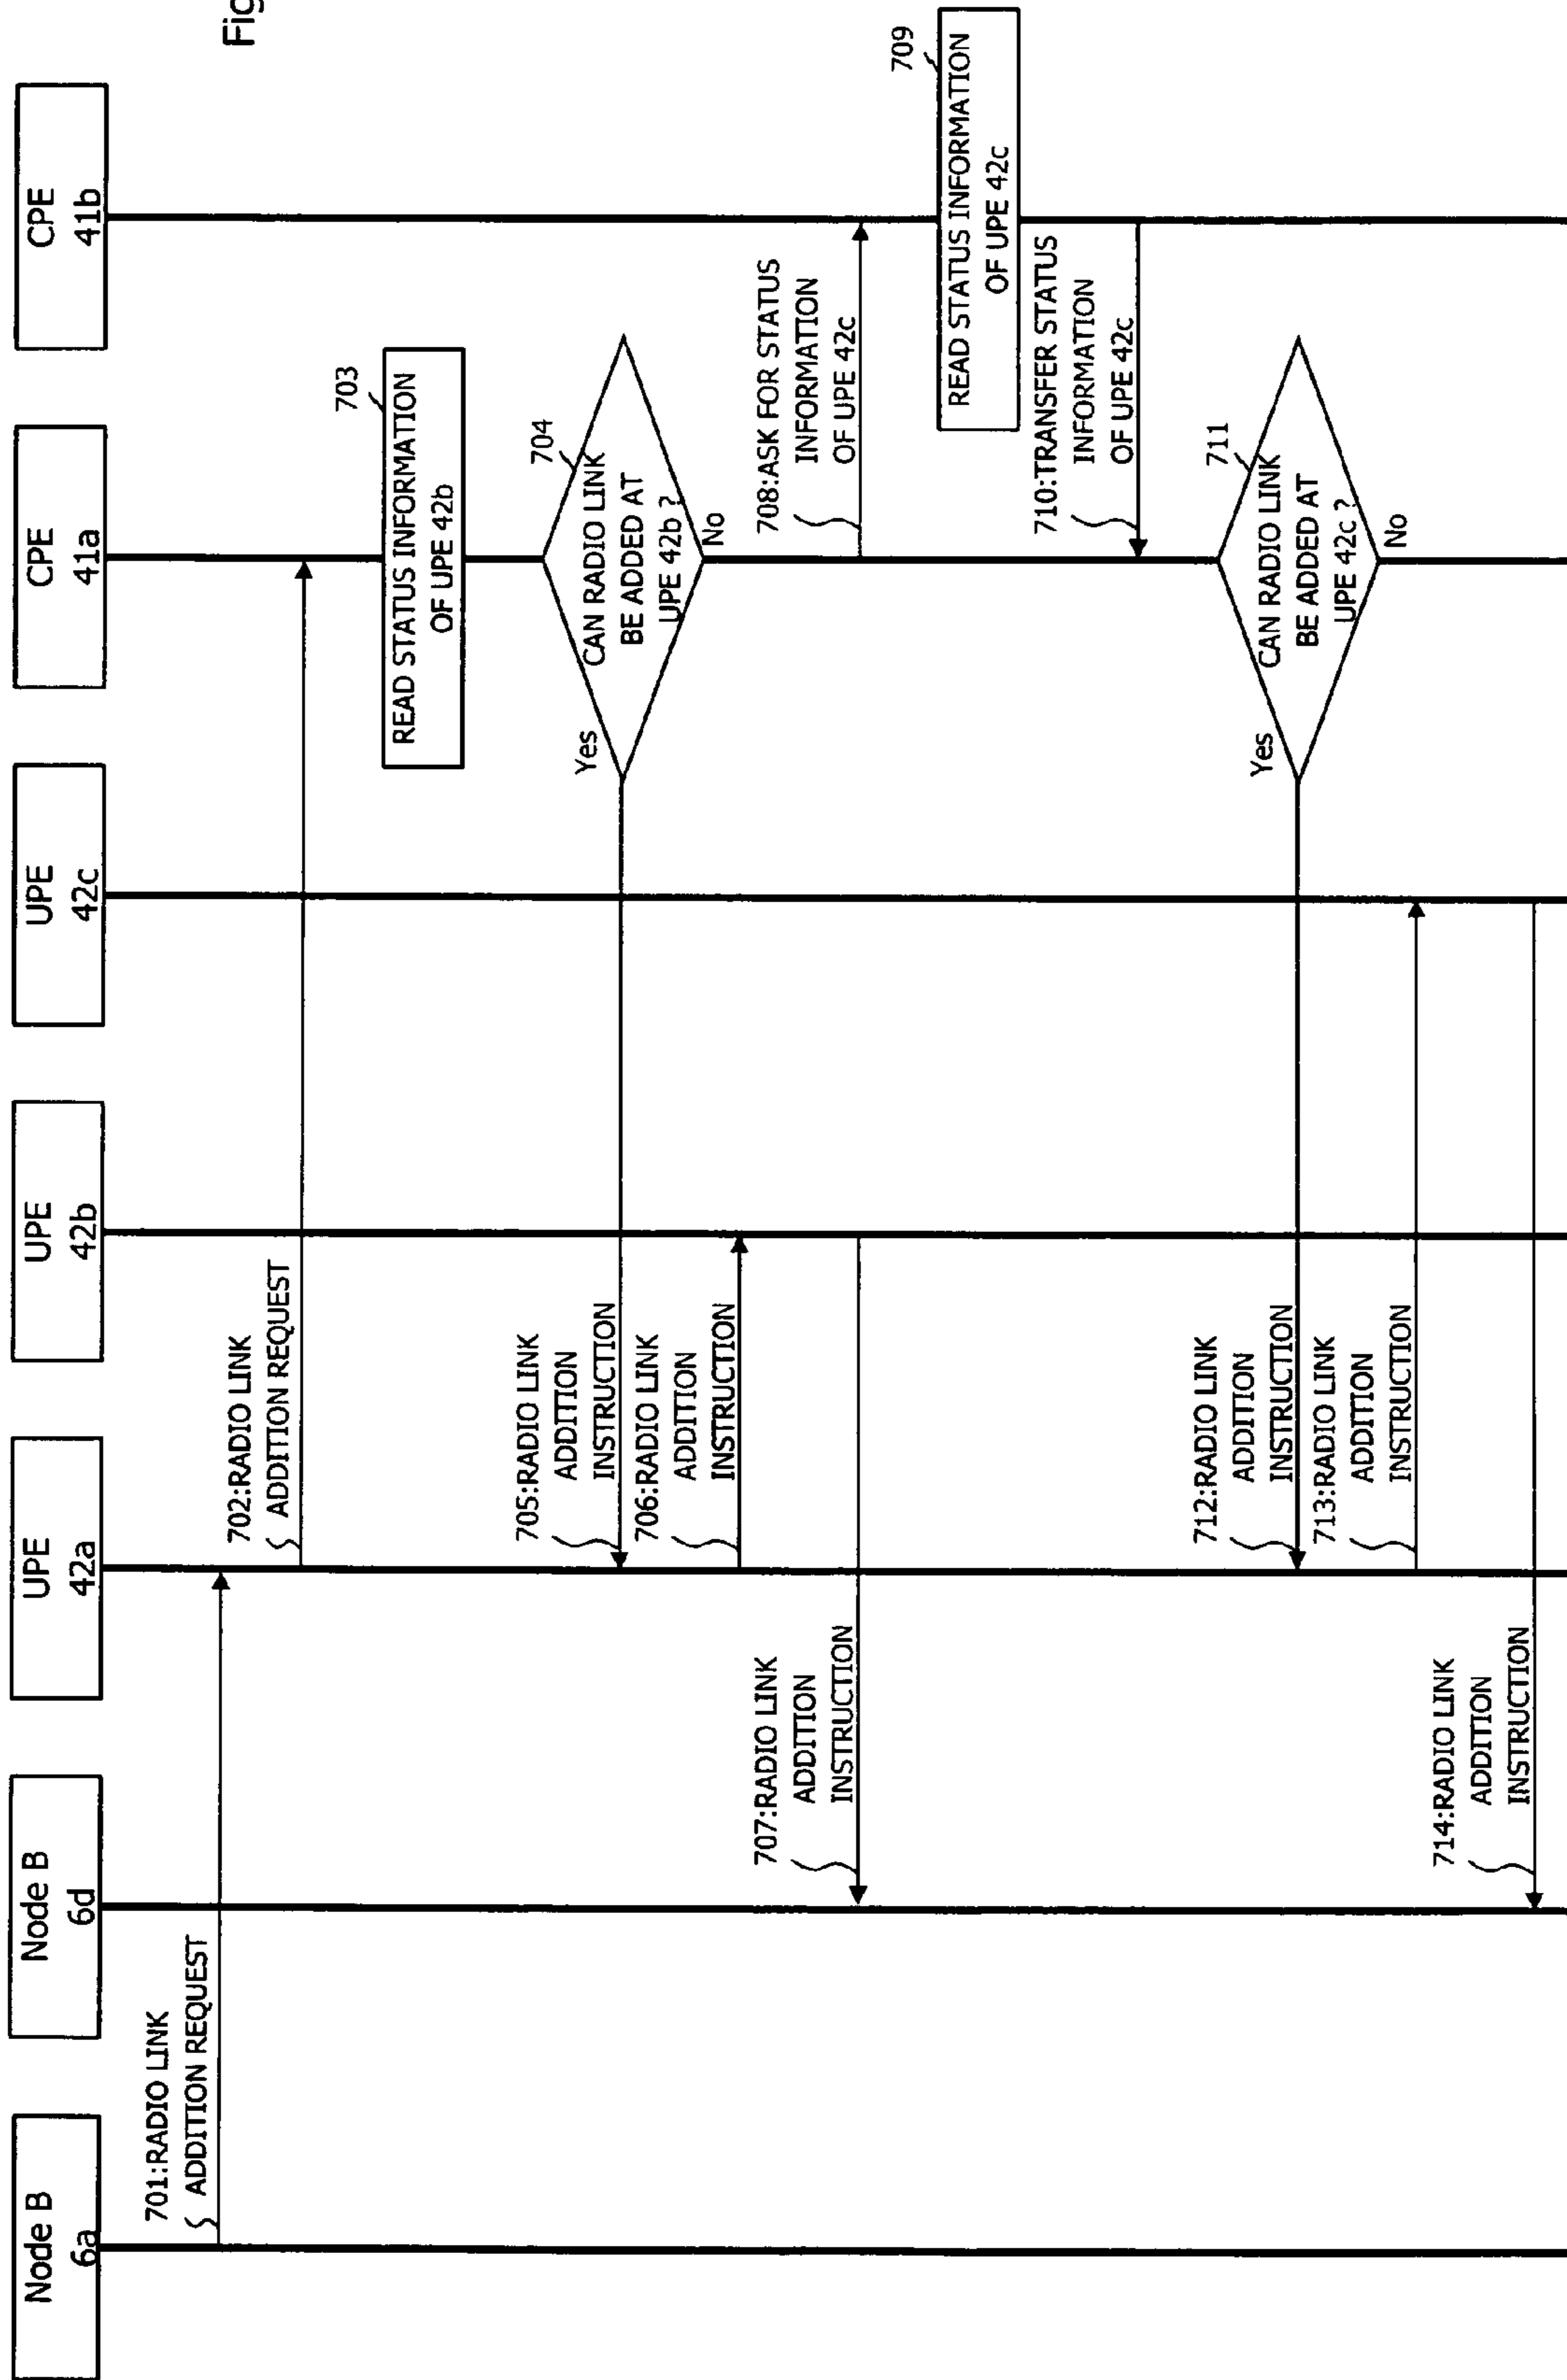 Fig
Node B
6a
Node B
6d
UPE
42a
UPE
42b
UPE
42c
CPE
41a
CPE
41b
701:RADIO LINK
ADDITION REQUEST
702:RADIO LINK
ADDITION REQUEST
703
READ STATUS INFORMATION
OF UPE 42b
704
CAN RADIO LINK
BE ADDED AT
UPE 42b ?
Yes
No
705:RADIO LINK
ADDITION
INSTRUCTION
706:RADIO LINK
ADDITION
INSTRUCTION
707:RADIO LINK
ADDITION
INSTRUCTION
708:ASK FOR STATUS
INFORMATION
OF UPE 42c
709
READ STATUS INFORMATION
OF UPE 42c
710:TRANSFER STATUS
INFORMATION
OF UPE 42c
711
CAN RADIO LINK
BE ADDED AT
UPE 42c ?
Yes
No
712:RADIO LINK
ADDITION
INSTRUCTION
713:RADIO LINK
ADDITION
INSTRUCTION
714:RADIO LINK
ADDITION
INSTRUCTION